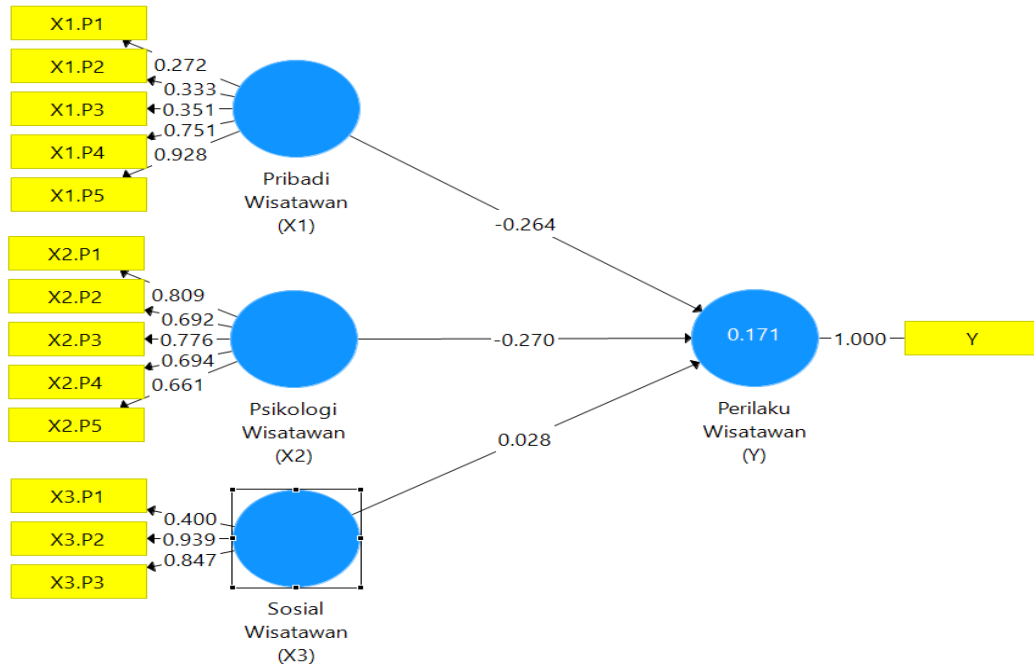 X1.P1
X1.P2
X1.P3
X1.P4
X1.P5
0.272
0.333
0.351
0.751
0.928
Pribadi
Wisatawan
(X1)
-0.264
X2.P1
X2.P2
X2.P3
X2.P4
X2.P5
0.809
0.692
0.776
0.694
0.661
Psikologi
Wisatawan
(X2)
-0.270
0.171
1.000
Y
Perilaku
Wisatawan
(Y)
0.028
X3.P1
X3.P2
X3.P3
0.400
0.939
0.847
Sosial
Wisatawan
(X3)